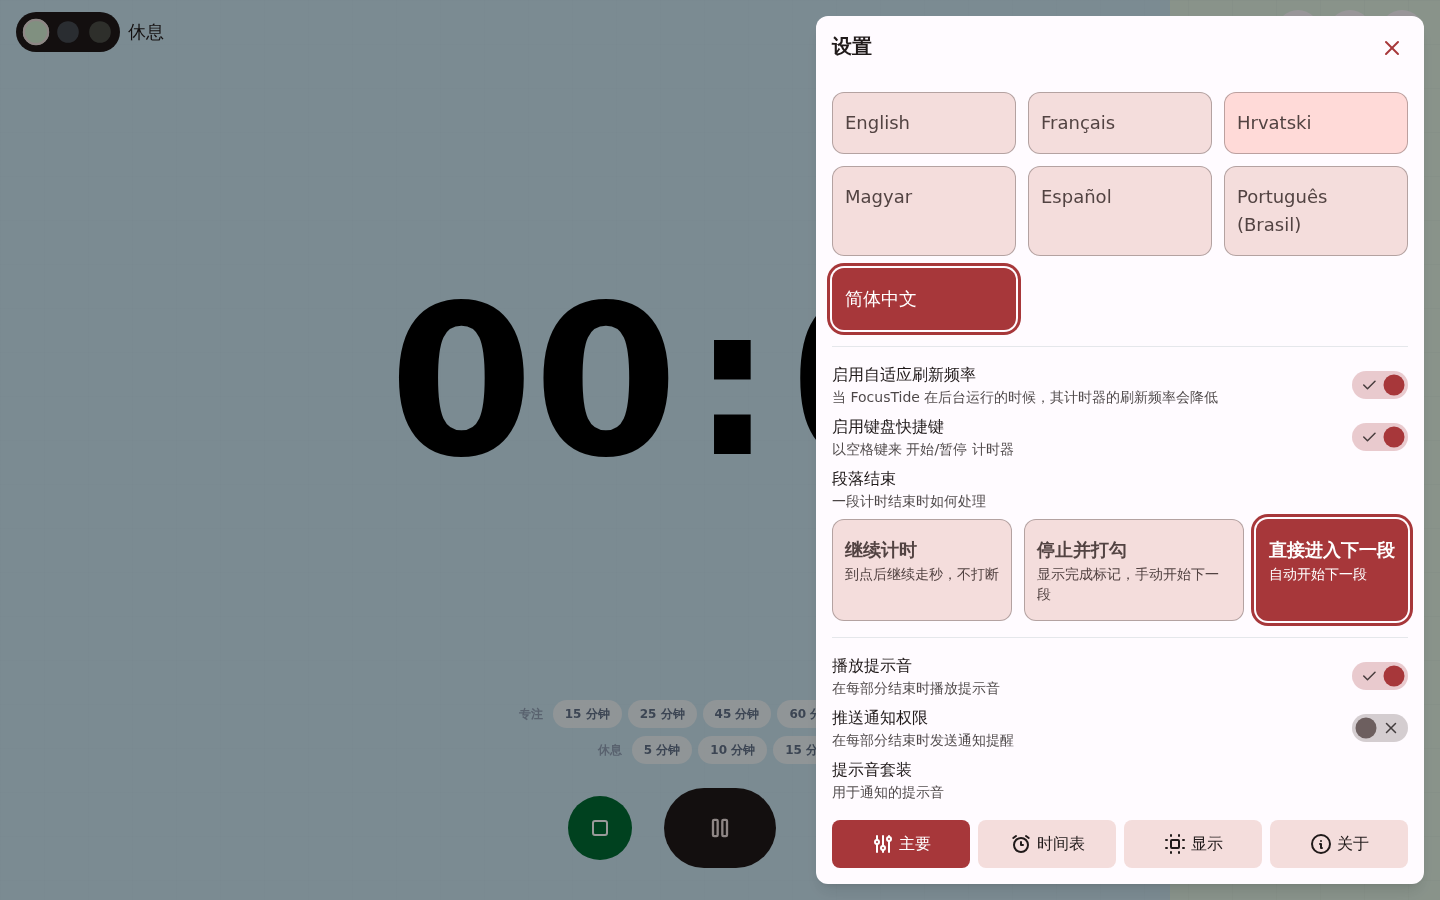 休息
设置
English
Français
Hrvatski
Magyar
Español
Português
(Brasil)
简体中文
启用自适应刷新频率
当 FocusTide 在后台运行的时候，其计时器的刷新频率会降低
启用键盘快捷键
以空格键来 开始/暂停 计时器
段落结束
一段计时结束时如何处理
继续计时
到点后继续走秒，不打断
停止并打勾
显示完成标记，手动开始下一
段
直接进入下一段
自动开始下一段
播放提示音
在每部分结束时播放提示音
推送通知权限
在每部分结束时发送通知提醒
提示音套装
用于通知的提示音
主要
时间表
显示
关于
00:
专注 15 分钟 25 分钟 45 分钟 60
休息 5 分钟 10 分钟 15